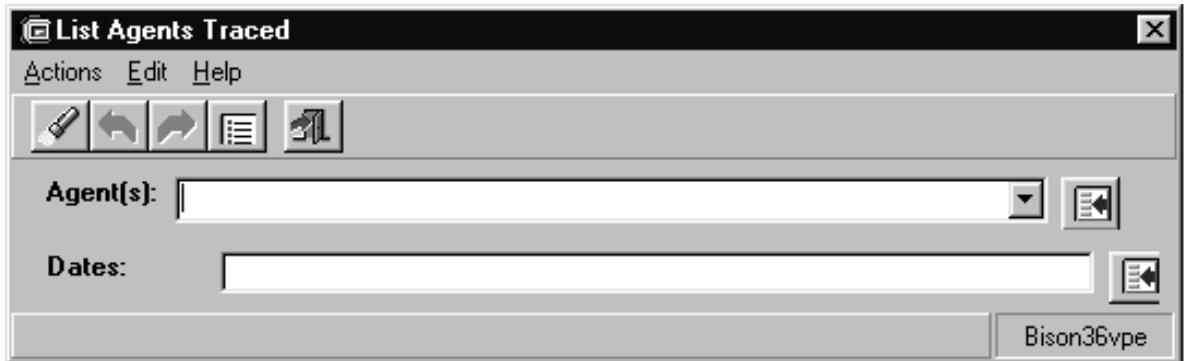 List Agents Traced
Actions Edit Help
Agent(s):
Dates:
Bison36vpe